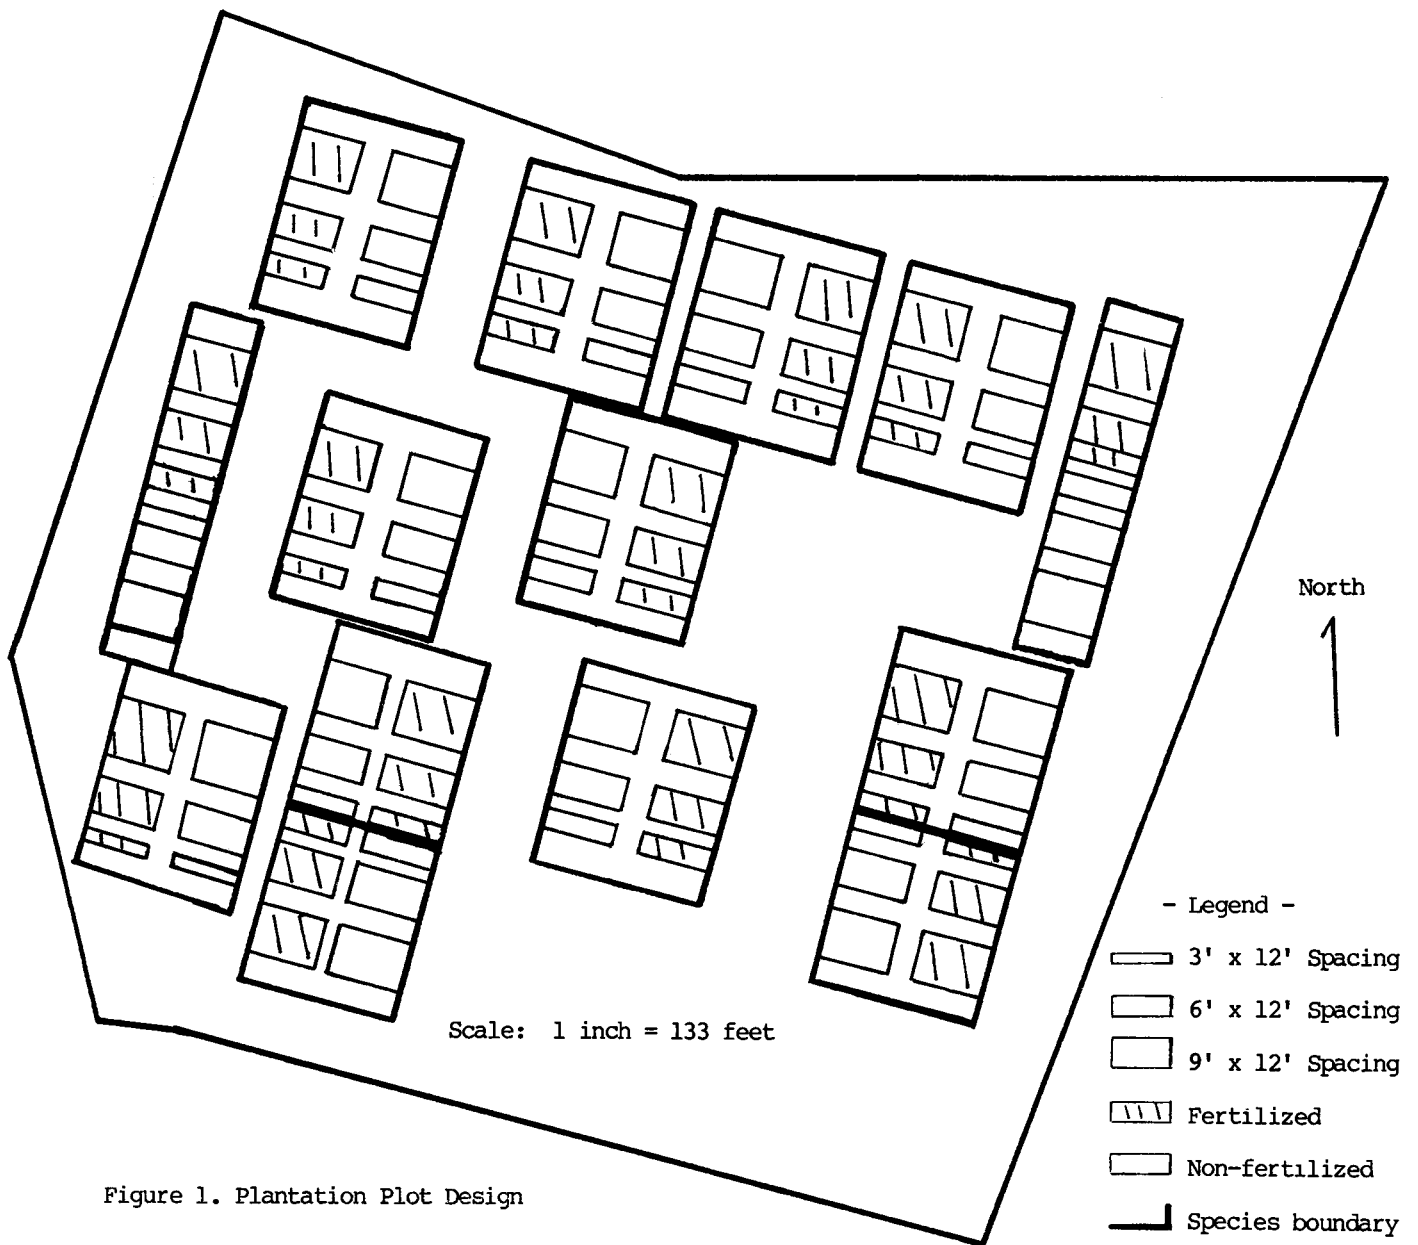 North
- Legend -
3' x 12' Spacing
6' x 12' Spacing
9' x 12' Spacing
Fertilized
Non-fertilized
Species boundary
Scale: 1 inch = 133 feet
Figure 1. Plantation Plot Design